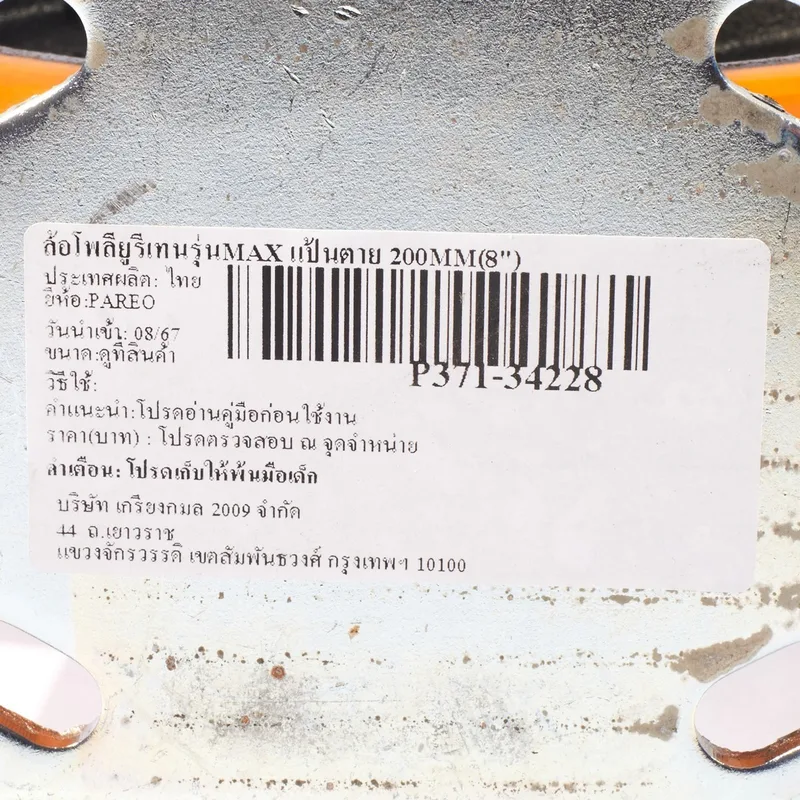 ล้อโพลียูรีเทนรุ่นMAX แป้นตาย 200MM(8")
ประเทศผลิต: ไทย
ยี่ห้อ:PAREO
วันนำเข้า: 08/67
ขนาด:ดูที่สินค้า
วิธีใช้:
P371-34228
คำแนะนำ:โปรดอ่านคู่มือก่อนใช้งาน
ราคา(บาท) : โปรดตรวจสอบ ณ จุดจำหน่าย
คำเตือน: โปรดเก็บให้พ้นมือเด็ก
บริษัท เกรียงกมล 2009 จำกัด
44 ถ.เยาวราช
แขวงจักรวรรดิ เขตสัมพันธวงศ์ กรุงเทพฯ 10100